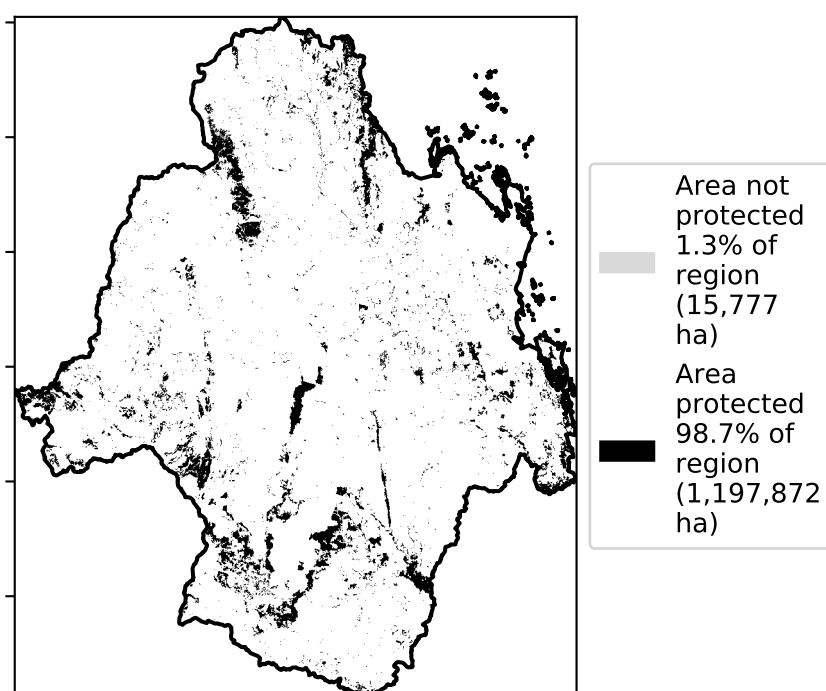 Area not
protected
1.3% of
region
(15,777
ha)
Area
protected
98.7% of
region
(1,197,872
ha)